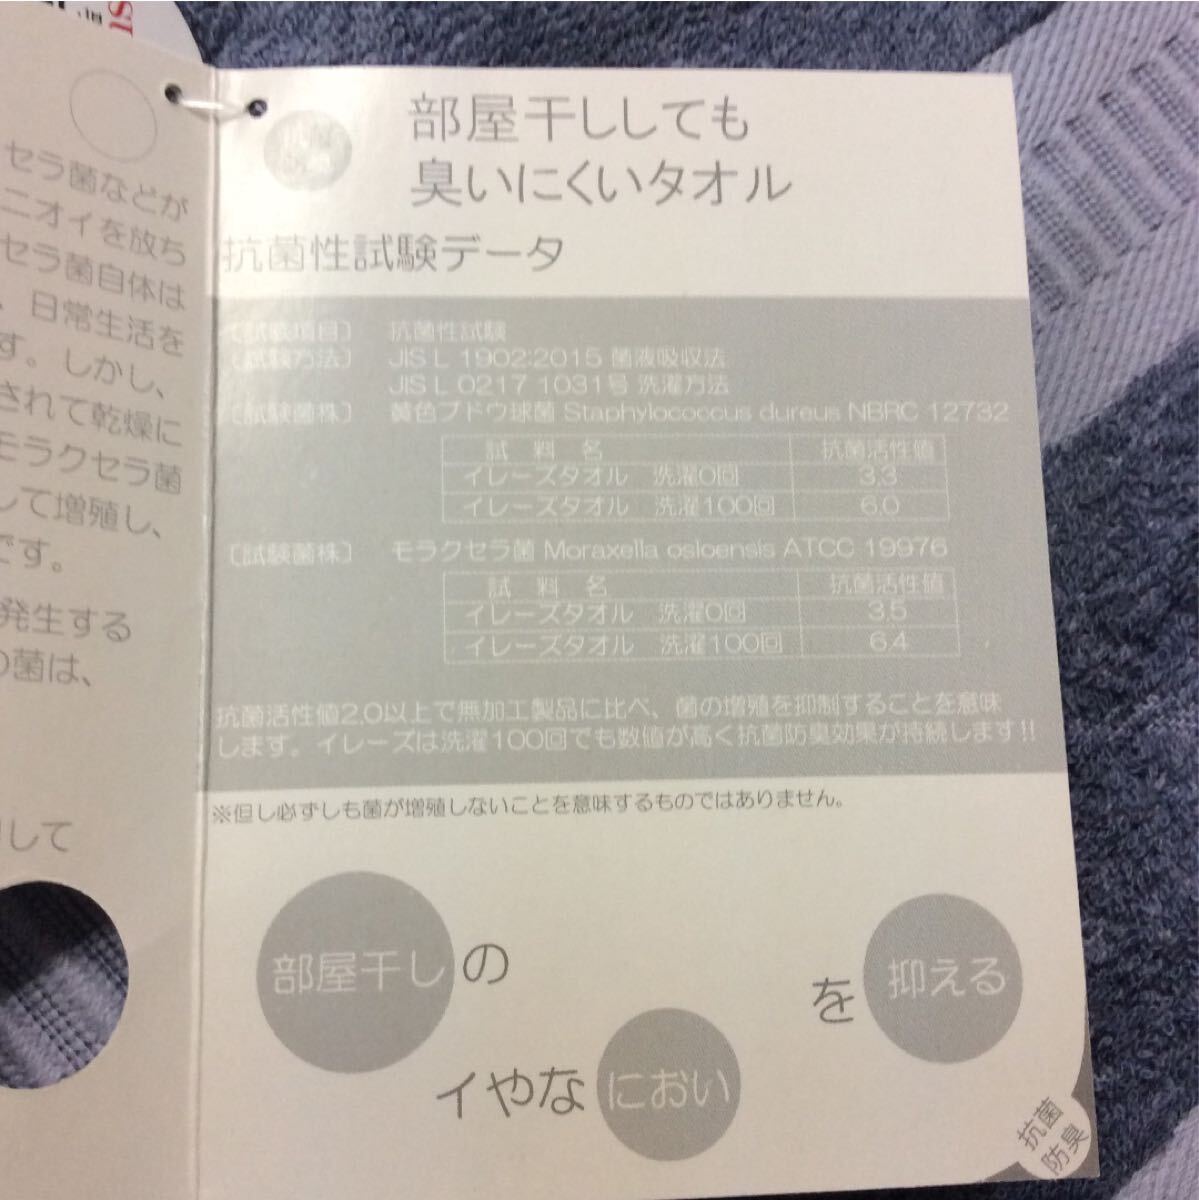 セラ菌などが
ニオイを放ち
セラ菌自体は
、日常生活を
す。しかし、
されて乾燥に
モラクセラ菌
して増殖し、
です。
発生する
の菌は、
して
部屋干ししても
臭いにくいタオル
抗菌性試験データ
〔試験項目〕 抗菌性試験
〔試験方法〕 JIS L 1902:2015 菌液吸収法
JIS L 0217 1031号 洗濯方法
〔試験菌株〕 黄色ブドウ球菌 Staphylococcus dureus NBRC 12732
試 料 名 抗菌活性値
イレーズタオル 洗濯0回 3.3
イレーズタオル 洗濯100回 6.0
〔試験菌株〕 モラクセラ菌 Moraxella osloensis ATCC 19976
試 料 名 抗菌活性値
イレーズタオル 洗濯0回 3.5
イレーズタオル 洗濯100回 6.4
抗菌活性値2.0以上で無加工製品に比べ、菌の増殖を抑制することを意味
します。イレーズは洗濯100回でも数値が高く抗菌防臭効果が持続します!!
※但し必ずしも菌が増殖しないことを意味するものではありません。
部屋干しの
イやなにおい
を抑える
抗菌
防臭